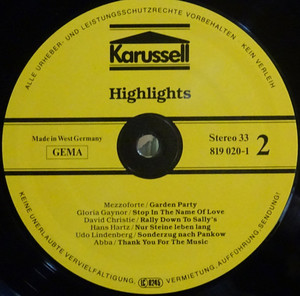 ALLE URHEBER- UND LEISTUNGSSCHUTZRECHTE VORBEHALTEN
KEIN VERLEIH
Karussell
Highlights
Made in West Germany
GEMA
Stereo 33
819 020-1
2
Mezzoforte / Garden Party
Gloria Gaynor / Stop In The Name Of Love
David Christie / Rally Down To Sally's
Hans Hartz / Nur Steine leben lang
Udo Lindenberg / Sonderzug nach Pankow
Abba / Thank You For The Music
KEINE UNERLAUBTE VERVIELFÄLTIGUNG,
VERMIETUNG, AUFFÜHRUNG, SENDUNG!